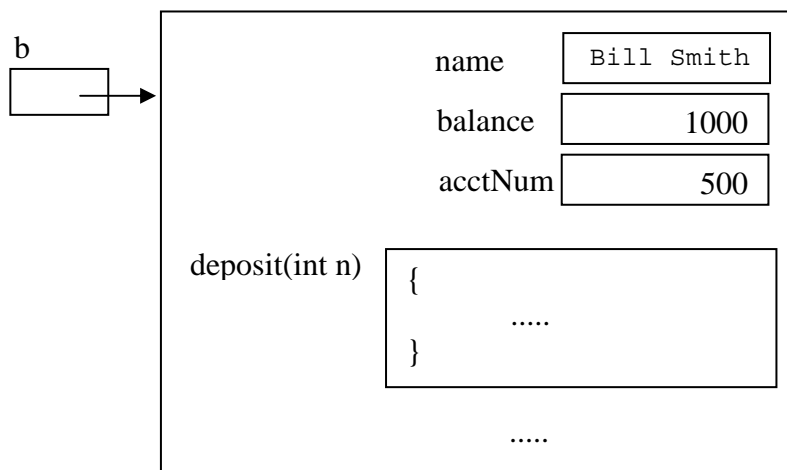 b
name Bill Smith
balance 1000
acctNum 500
deposit(int n) {
.....
}
.....